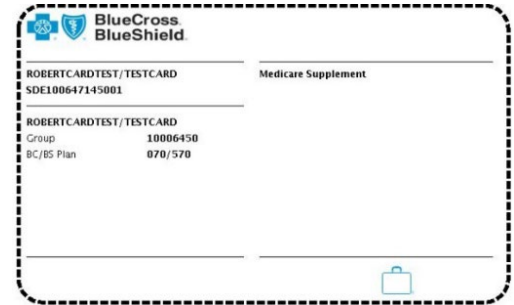 BlueCross
BlueShield
ROBERTCARDTEST/TESTCARD
SDE100647145001
Medicare Supplement
ROBERTCARDTEST/TESTCARD
Group 10006450
BC/BS Plan 070/570